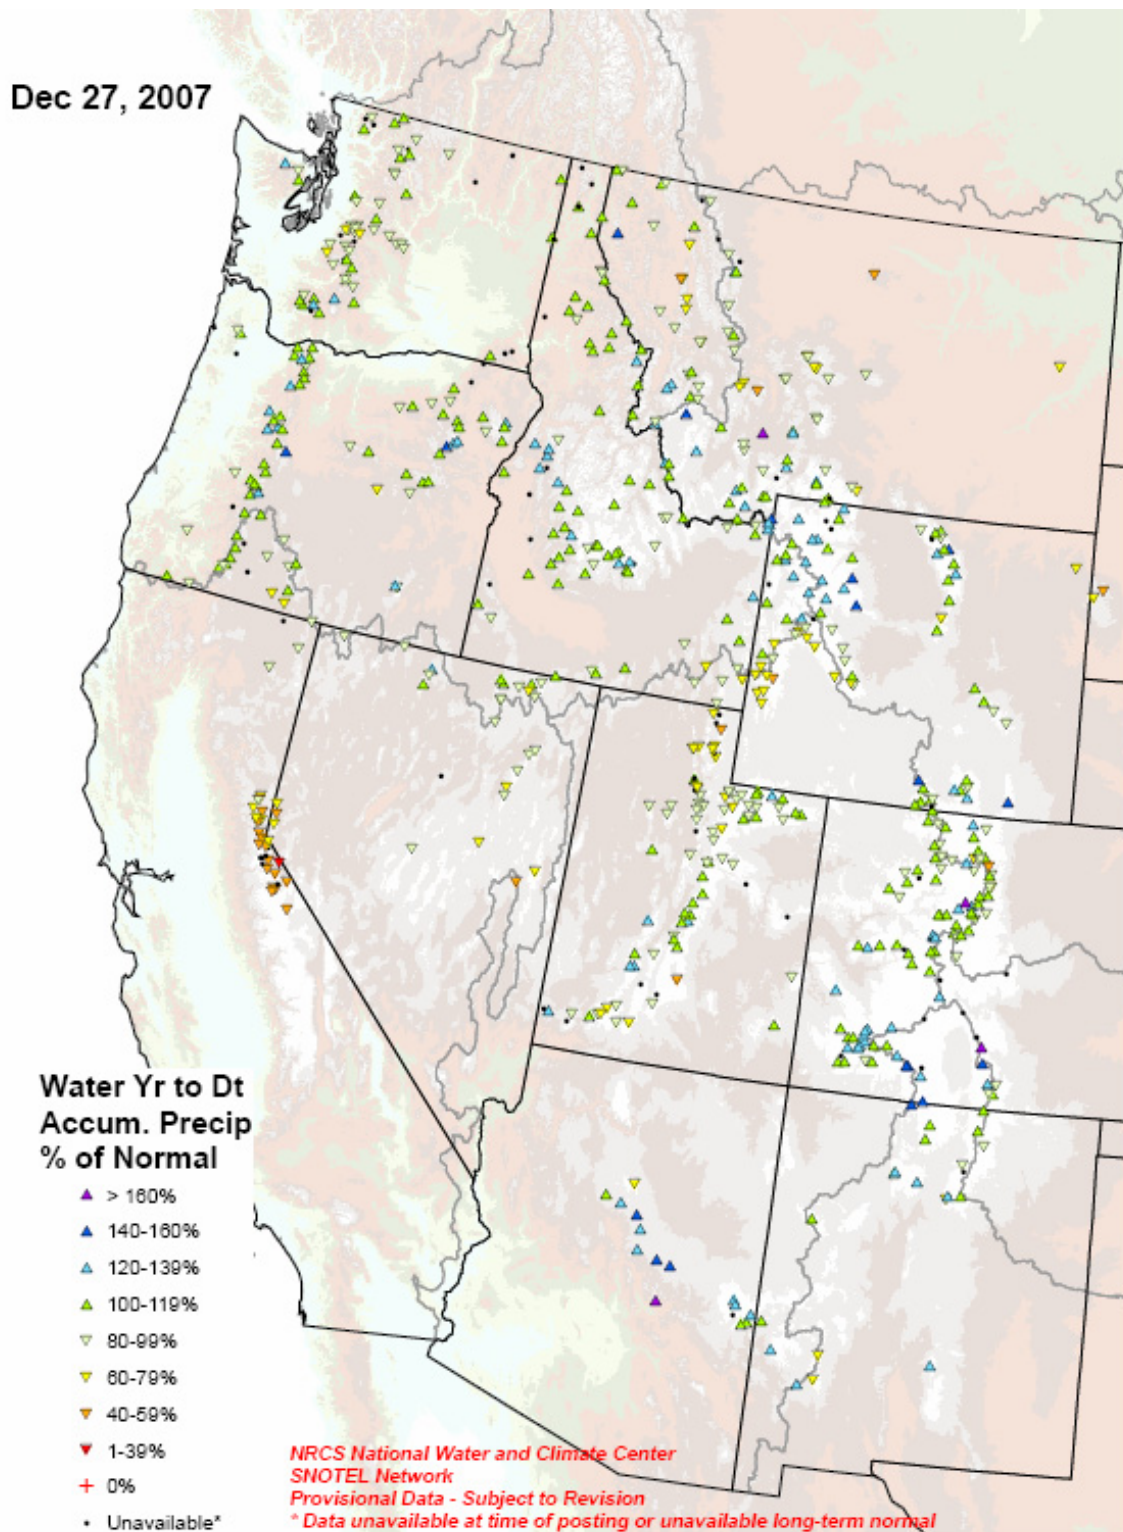 Dec 27, 2007
Water Yr to Dt
Accum. Precip
% of Normal
> 160%
140-160%
120-139%
100-119%
80-99%
60-79%
40-59%
1-39%
0%
Unavailable*
NRCS National Water and Climate Center
SNOTEL Network
Provisional Data - Subject to Revision
* Data unavailable at time of posting or unavailable long-term normal